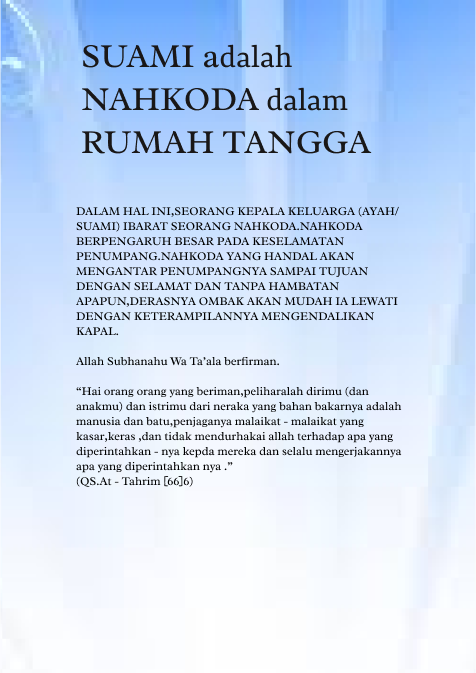 SUAMI adalah
NAHKODA dalam
RUMAH TANGGA
DALAM HAL INI,SEORANG KEPALA KELUARGA (AYAH/
SUAMI) IBARAT SEORANG NAHKODA.NAHKODA
BERPENGARUH BESAR PADA KESELAMATAN
PENUMPANG.NAHKODA YANG HANDAL AKAN
MENGANTAR PENUMPANGNYA SAMPAI TUJUAN
DENGAN SELAMAT DAN TANPA HAMBATAN
APAPUN,DERASNYA OMBAK AKAN MUDAH IA LEWATI
DENGAN KETERAMPILANNYA MENGENDALIKAN
KAPAL.
Allah Subhanahu Wa Ta’ala berfirman.
“Hai orang orang yang beriman,peliharalah dirimu (dan
anakmu) dan istrimu dari neraka yang bahan bakarnya adalah
manusia dan batu,penjaganya malaikat - malaikat yang
kasar,keras ,dan tidak mendurhakai allah terhadap apa yang
diperintahkan - nya kepda mereka dan selalu mengerjakannya
apa yang diperintahkan nya .”
(QS.At - Tahrim [66]6)